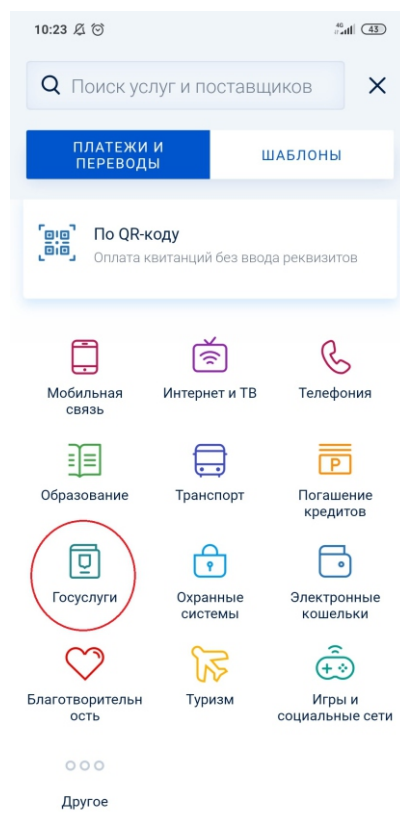 10:23
4G
43
Поиск услуг и поставщиков
ПЛАТЕЖИ И
ПЕРЕВОДЫ
ШАБЛОНЫ
По QR-коду
Оплата квитанций без ввода реквизитов
Мобильная
связь
Интернет и ТВ
Телефония
Образование
Транспорт
Погашение
кредитов
Госуслуги
Охранные
системы
Электронные
кошельки
Благотворительн
ость
Туризм
Игры и
социальные сети
Другое